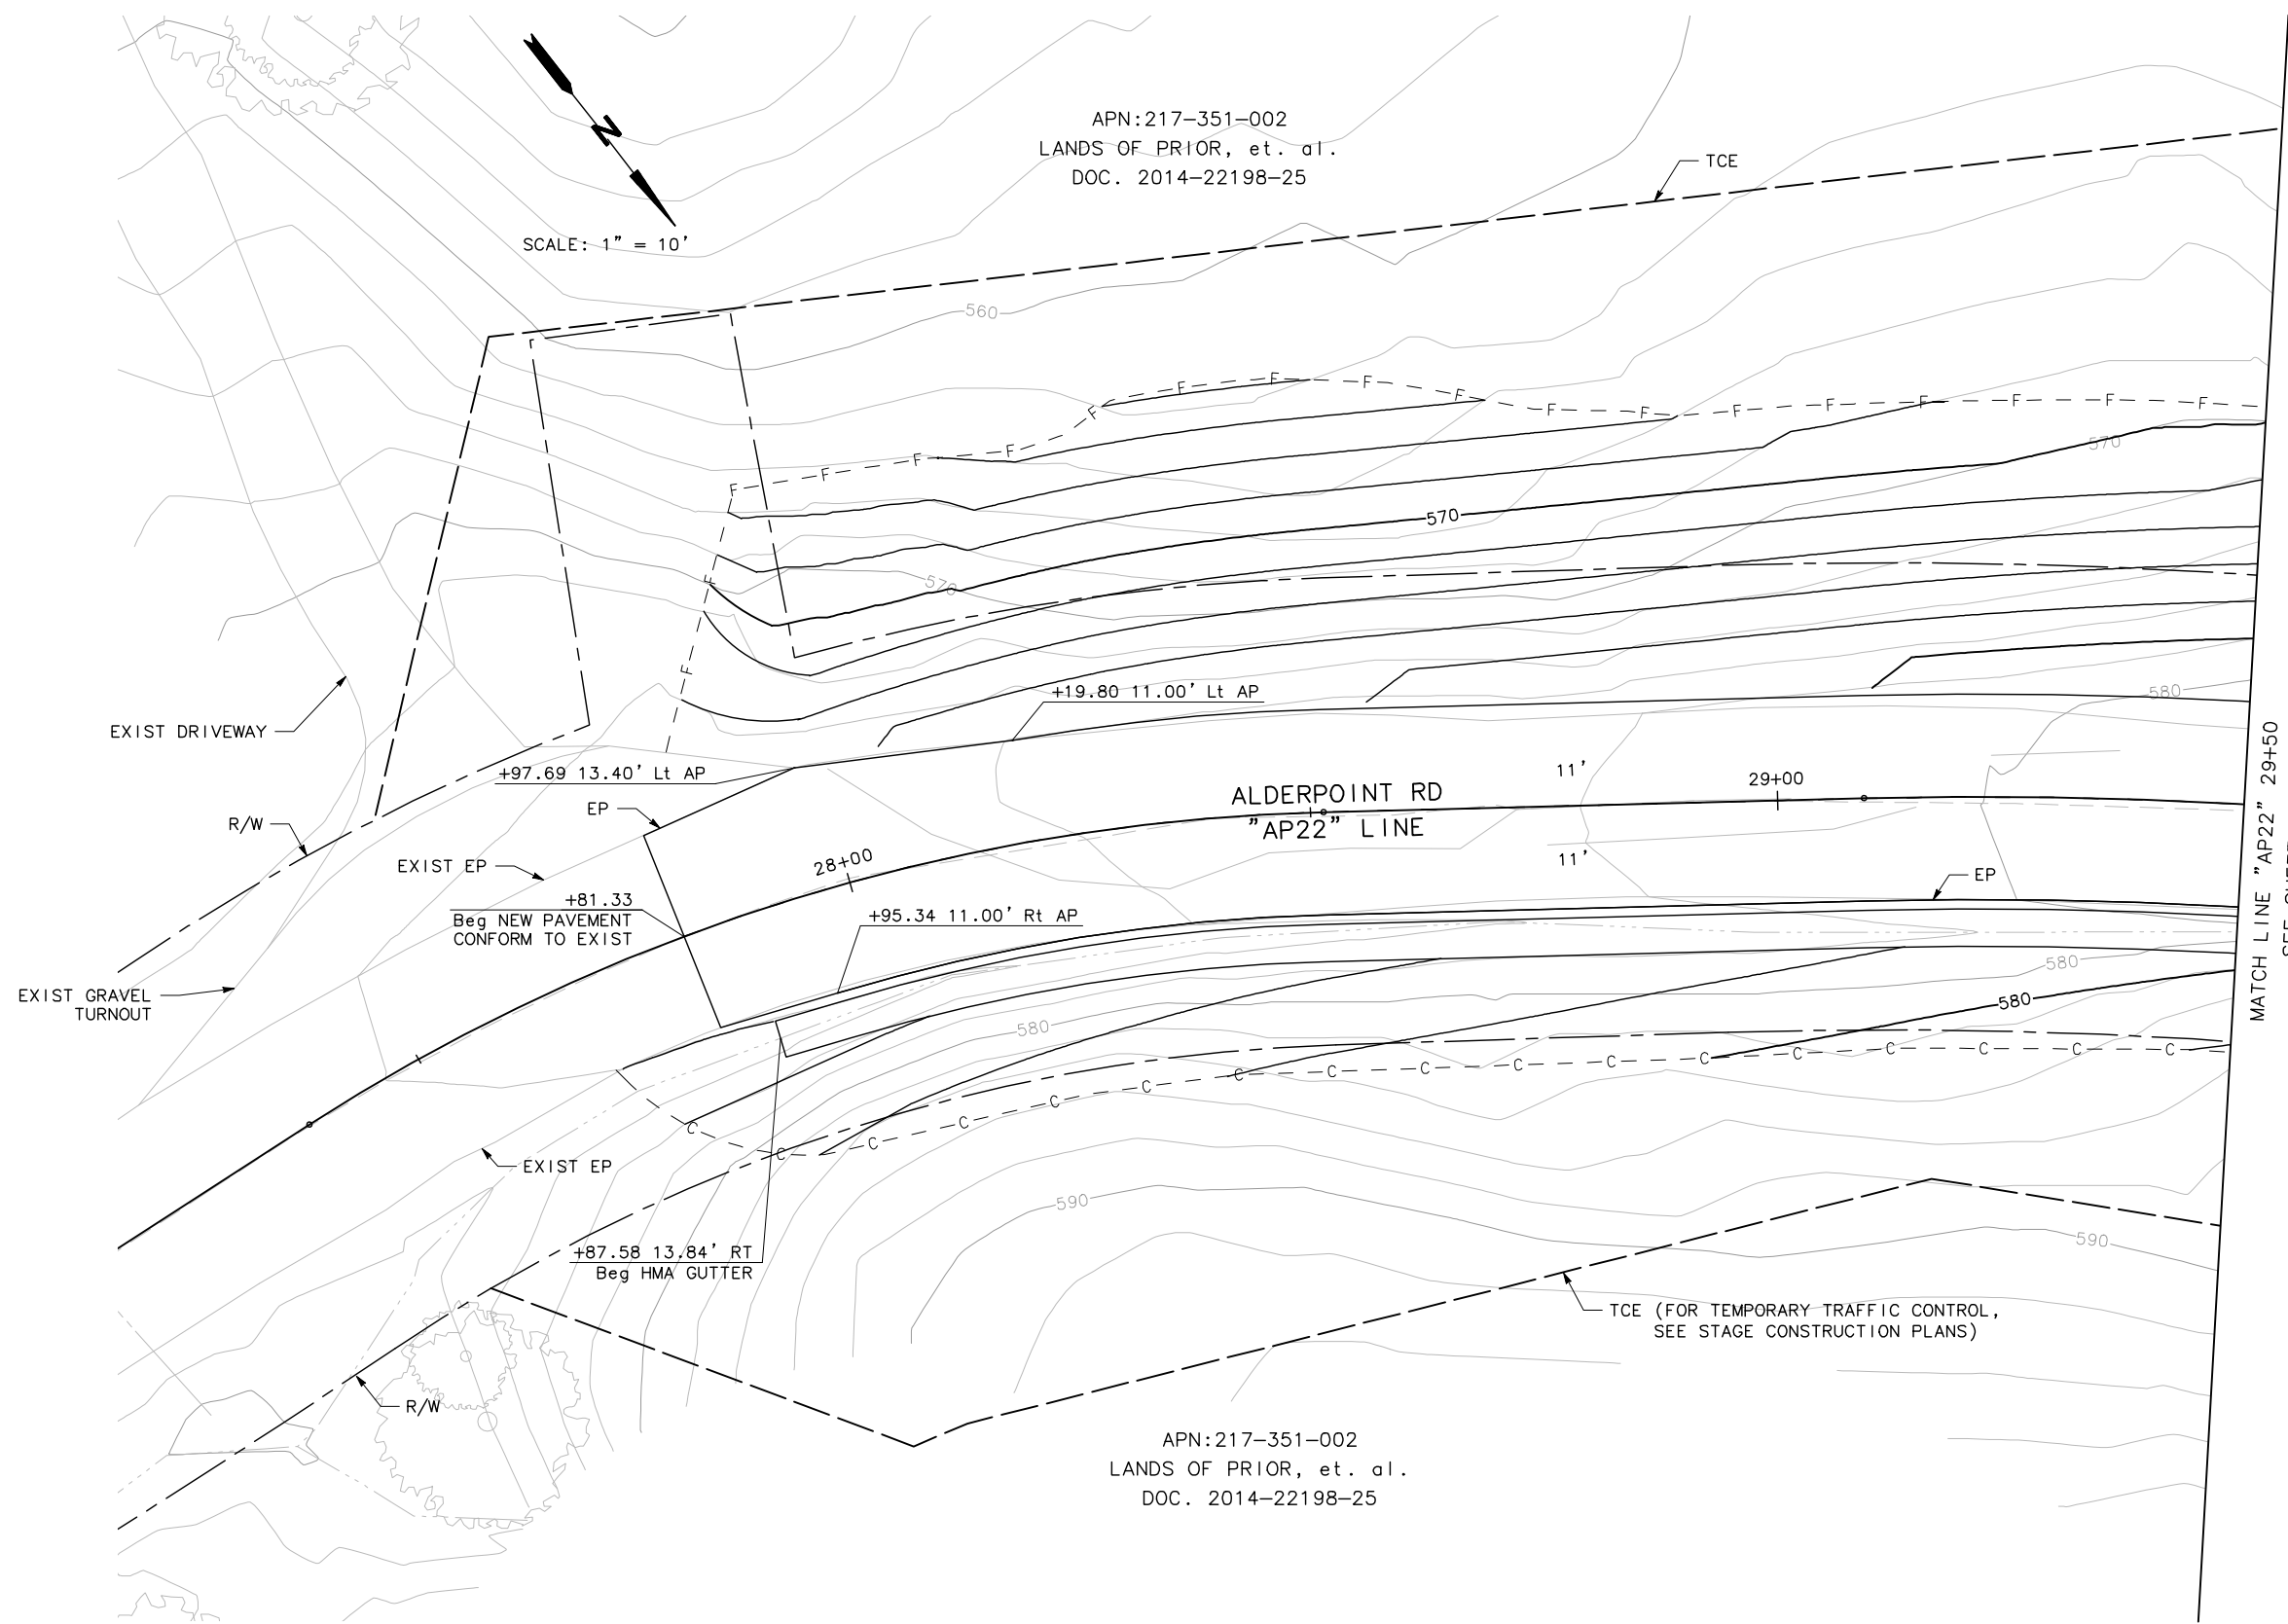 APN:217-351-002
LANDS OF PRIOR, et. al.
DOC. 2014-22198-25
N
SCALE: 1" = 10'
TCE
560
F F F F F F F F F F F F F
F F F F F
570
570
570
F
F
580
+19.80 11.00' Lt AP
EXIST DRIVEWAY
+97.69 13.40' Lt AP
EP
R/W
EXIST EP
11'
29+00
ALDERPOINT RD
"AP22" LINE
28+00
11'
EP
+81.33
Beg NEW PAVEMENT
CONFORM TO EXIST
+95.34 11.00' Rt AP
MATCH LINE "AP22" 29+50
EXIST GRAVEL
TURNOUT
580
580
580
C C C C C C C C C C C C C C C C C
EXIST EP
590
590
+87.58 13.84' RT
Beg HMA GUTTER
TCE (FOR TEMPORARY TRAFFIC CONTROL,
SEE STAGE CONSTRUCTION PLANS)
R/W
APN:217-351-002
LANDS OF PRIOR, et. al.
DOC. 2014-22198-25